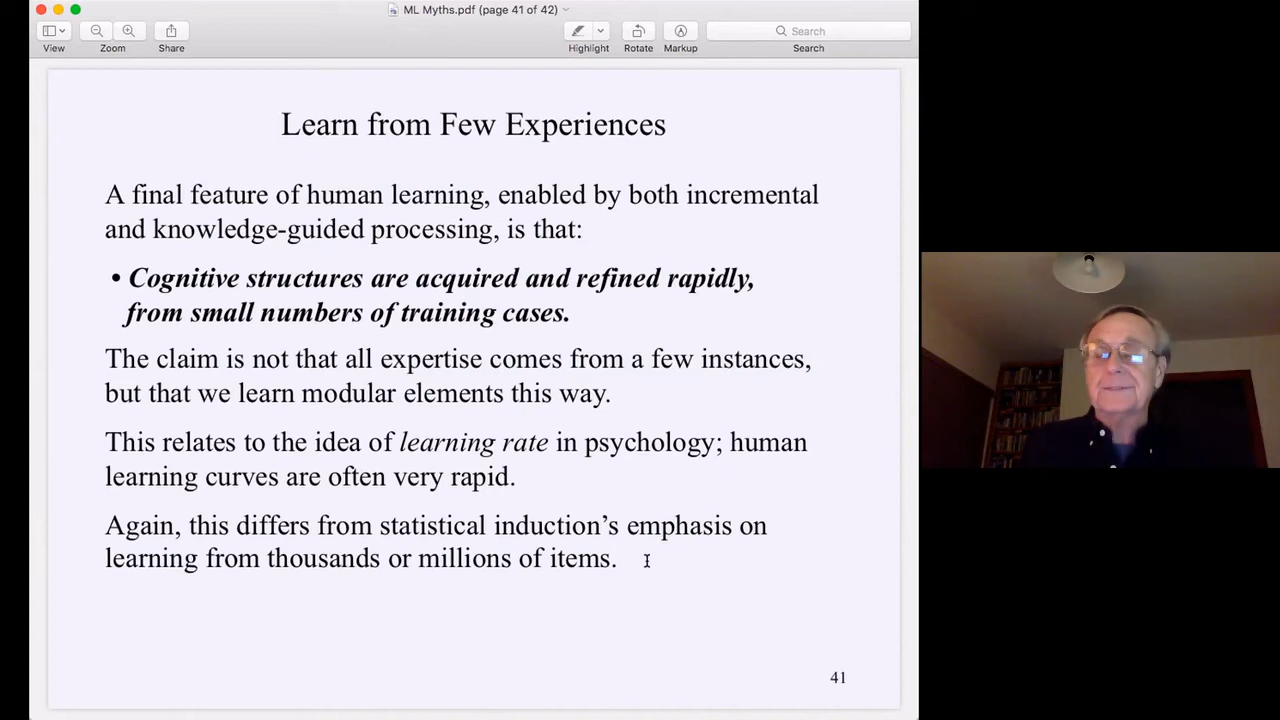 ML Myths.pdf (page 41 of 42)
View
Zoom
Share
Highlight
Rotate
Markup
Search
Search
Learn from Few Experiences
A final feature of human learning, enabled by both incremental
and knowledge-guided processing, is that:
• Cognitive structures are acquired and refined rapidly,
from small numbers of training cases.
The claim is not that all expertise comes from a few instances,
but that we learn modular elements this way.
This relates to the idea of learning rate in psychology; human
learning curves are often very rapid.
Again, this differs from statistical induction's emphasis on
learning from thousands or millions of items.
41